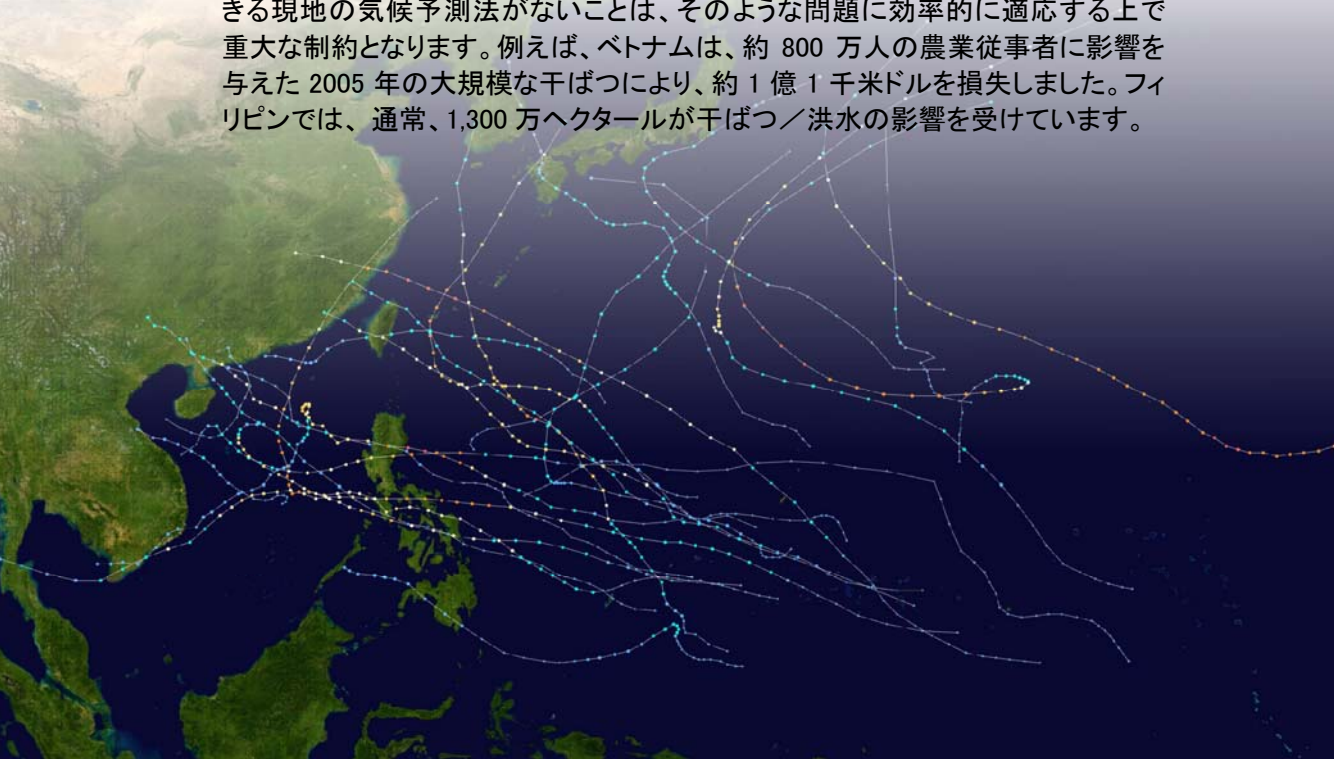 きる現地の気候予測法がないことは、そのような問題に効率的に適応する上で
重大な制約となります。例えば、ベトナムは、約 800 万人の農業従事者に影響を
与えた 2005 年の大規模な干ばつにより、約 1 億 1 千米ドルを損失しました。フィ
リピンでは、 通常、1,300 万ヘクタールが干ばつ／洪水の影響を受けています。